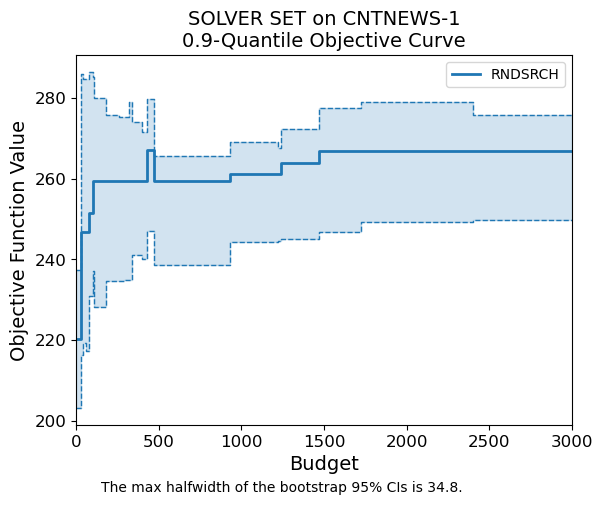 SOLVER SET on CNTNEWS-1
0.9-Quantile Objective Curve
RNDSRCH
Objective Function Value
280
260
240
220
200
0 500 1000 1500 2000 2500 3000
Budget
The max halfwidth of the bootstrap 95% CIs is 34.8.